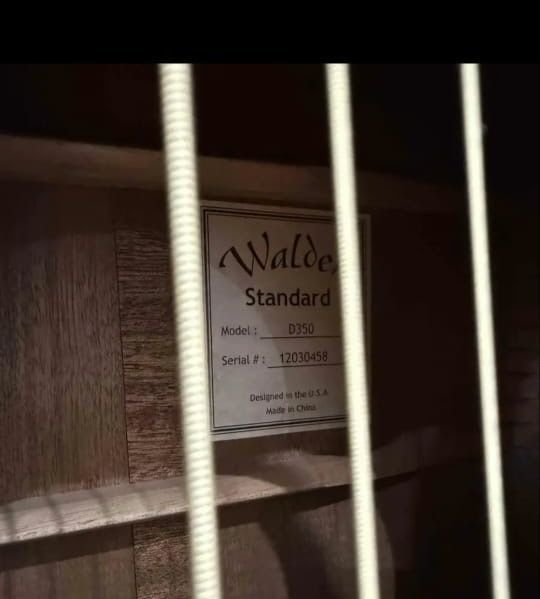 Walde
Standard
Model : D350
Serial # : 12030458
Designed in the U.S.A
Made in China